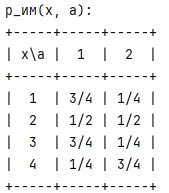 p_им(x, a):
+-----+-----+-----+
| x\a | 1 | 2 |
+-----+-----+-----+
| 1 | 3/4 | 1/4 |
| 2 | 1/2 | 1/2 |
| 3 | 3/4 | 1/4 |
| 4 | 1/4 | 3/4 |
+-----+-----+-----+